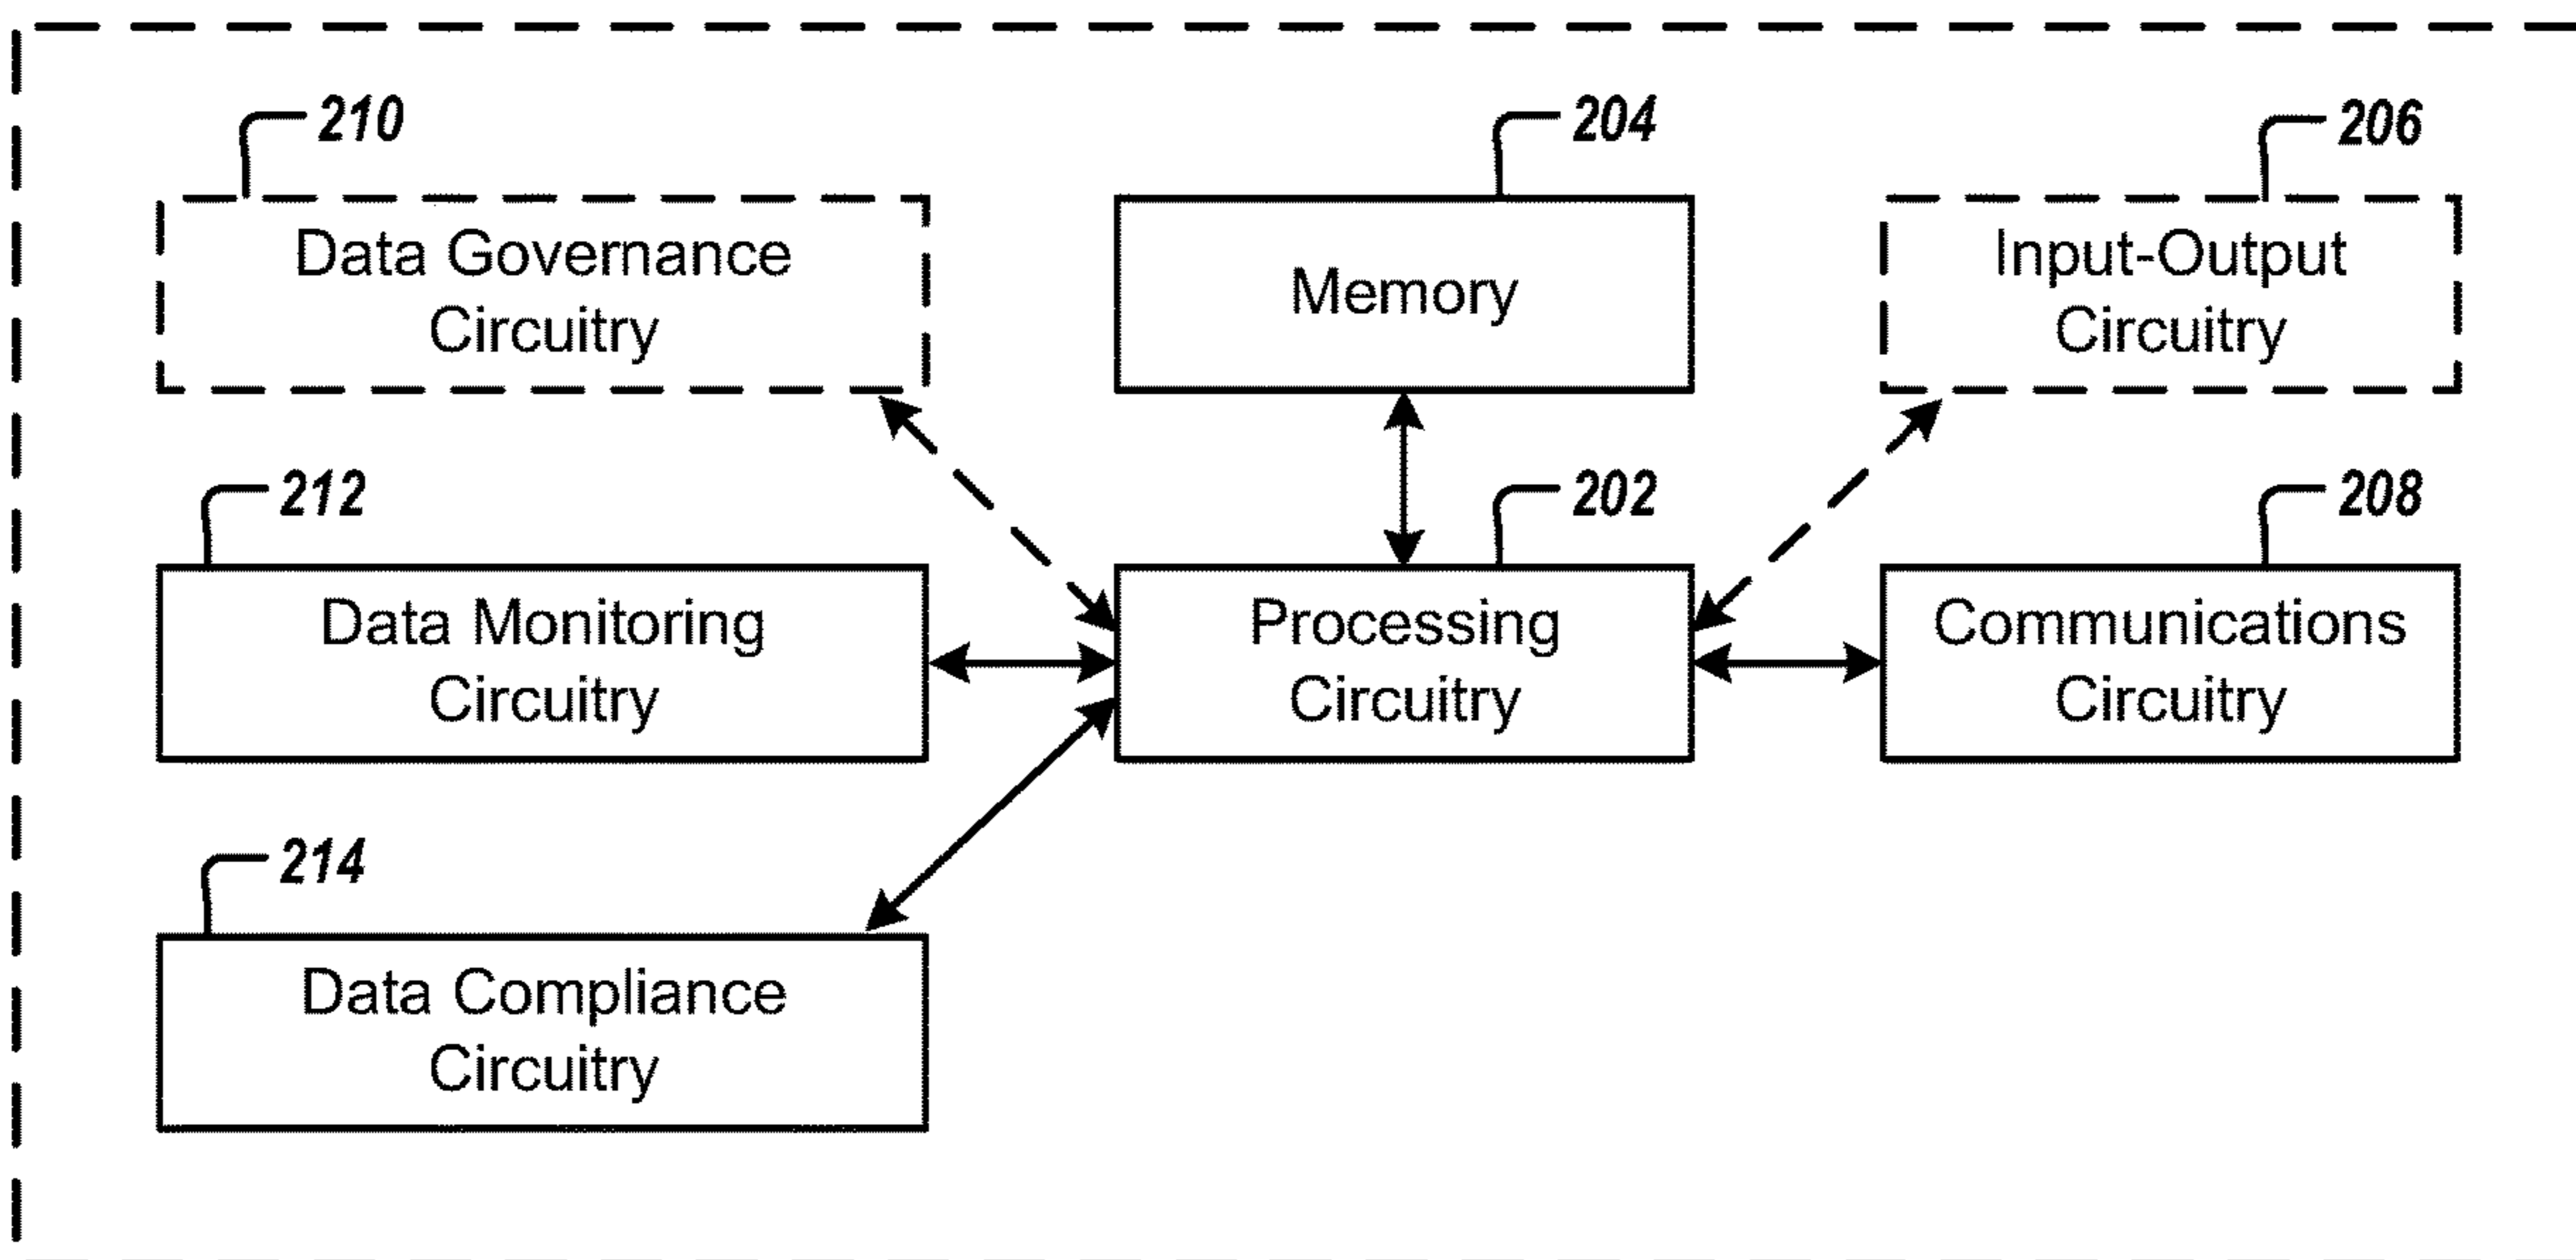 210
Data Governance
Circuitry
204
Memory
206
Input-Output
Circuitry
212
Data Monitoring
Circuitry
202
Processing
Circuitry
208
Communications
Circuitry
214
Data Compliance
Circuitry